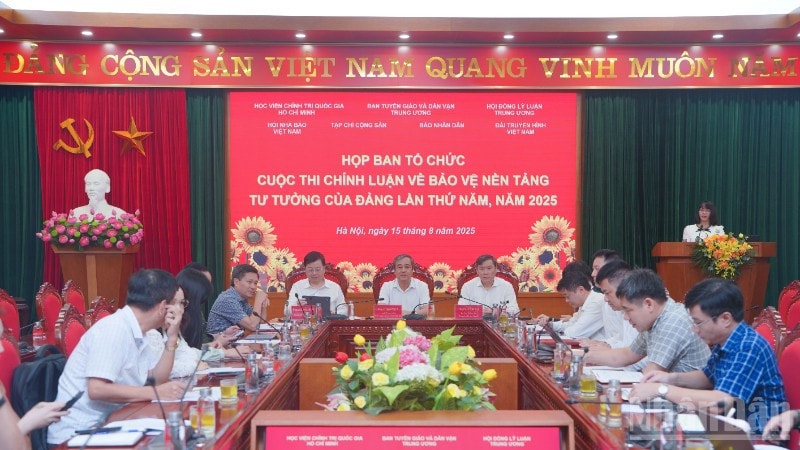 ĐẢNG CỘNG SẢN VIỆT NAM QUANG VINH MUÔN NĂM
HỌC VIỆN CHÍNH TRỊ QUỐC GIA
HỒ CHÍ MINH
BAN TUYÊN GIÁO VÀ DÂN VẬN
TRUNG ƯƠNG
HỘI ĐỒNG LÝ LUẬN
TRUNG ƯƠNG
HỘI NHÀ BÁO
VIỆT NAM
TẠP CHÍ CỘNG SẢN
BÁO NHÂN DÂN
ĐÀI TRUYỀN HÌNH
VIỆT NAM
HỌP BAN TỔ CHỨC
CUỘC THI CHÍNH LUẬN VỀ BẢO VỆ NỀN TẢNG
TƯ TƯỞNG CỦA ĐẢNG LẦN THỨ NĂM, NĂM 2025
Hà Nội, ngày 15 tháng 8 năm 2025
HỌC VIỆN CHÍNH TRỊ QUỐC GIA
HỒ CHÍ MINH
BAN TUYÊN GIÁO VÀ DÂN VẬN
TRUNG ƯƠNG
HỘI ĐỒNG LÝ LUẬN
TRUNG ƯƠNG
NhânDân